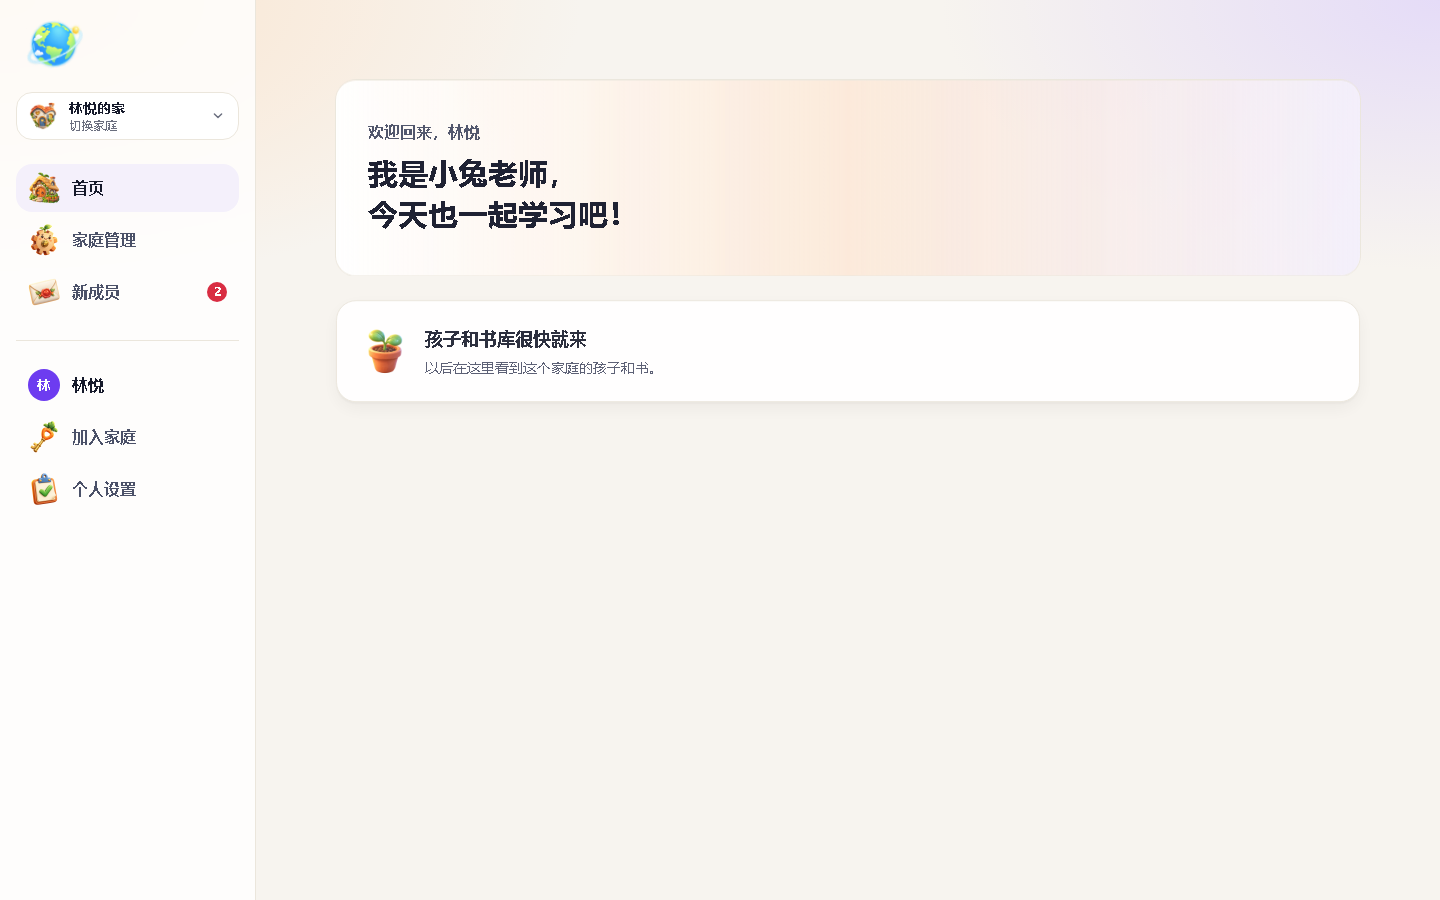 林悦的家
切换家庭
首页
家庭管理
新成员
2
林
林悦
加入家庭
个人设置
欢迎回来，林悦
我是小兔老师，
今天也一起学习吧！
孩子和书库很快就来
以后在这里看到这个家庭的孩子和书。